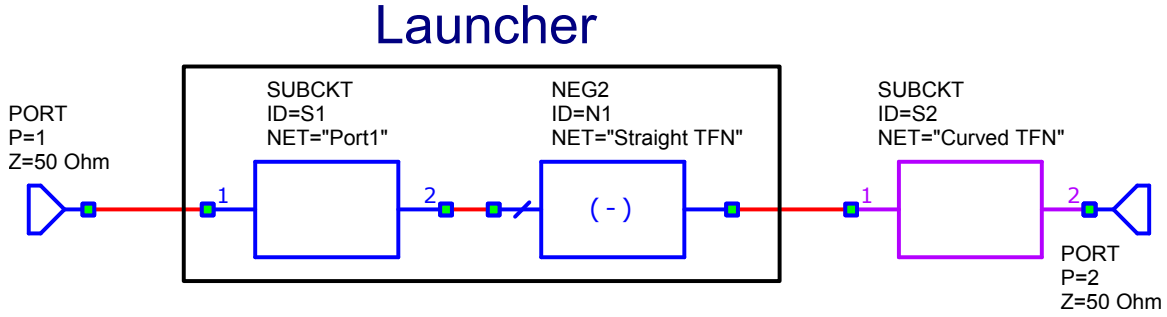 Launcher
PORT
P=1
Z=50 Ohm
SUBCKT
ID=S1
NET="Port1"
1
2
NEG2
ID=N1
NET="Straight TFN"
(-)
SUBCKT
ID=S2
NET="Curved TFN"
1
2
PORT
P=2
Z=50 Ohm